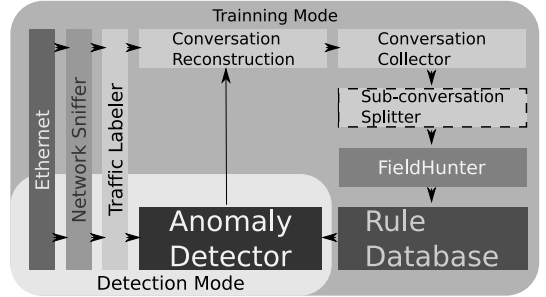 Trainning Mode
Ethernet
Network Sniffer
Traffic Labeler
Conversation
Reconstruction
Conversation
Collector
Sub-conversation
Splitter
FieldHunter
Anomaly
Detector
Rule
Database
Detection Mode